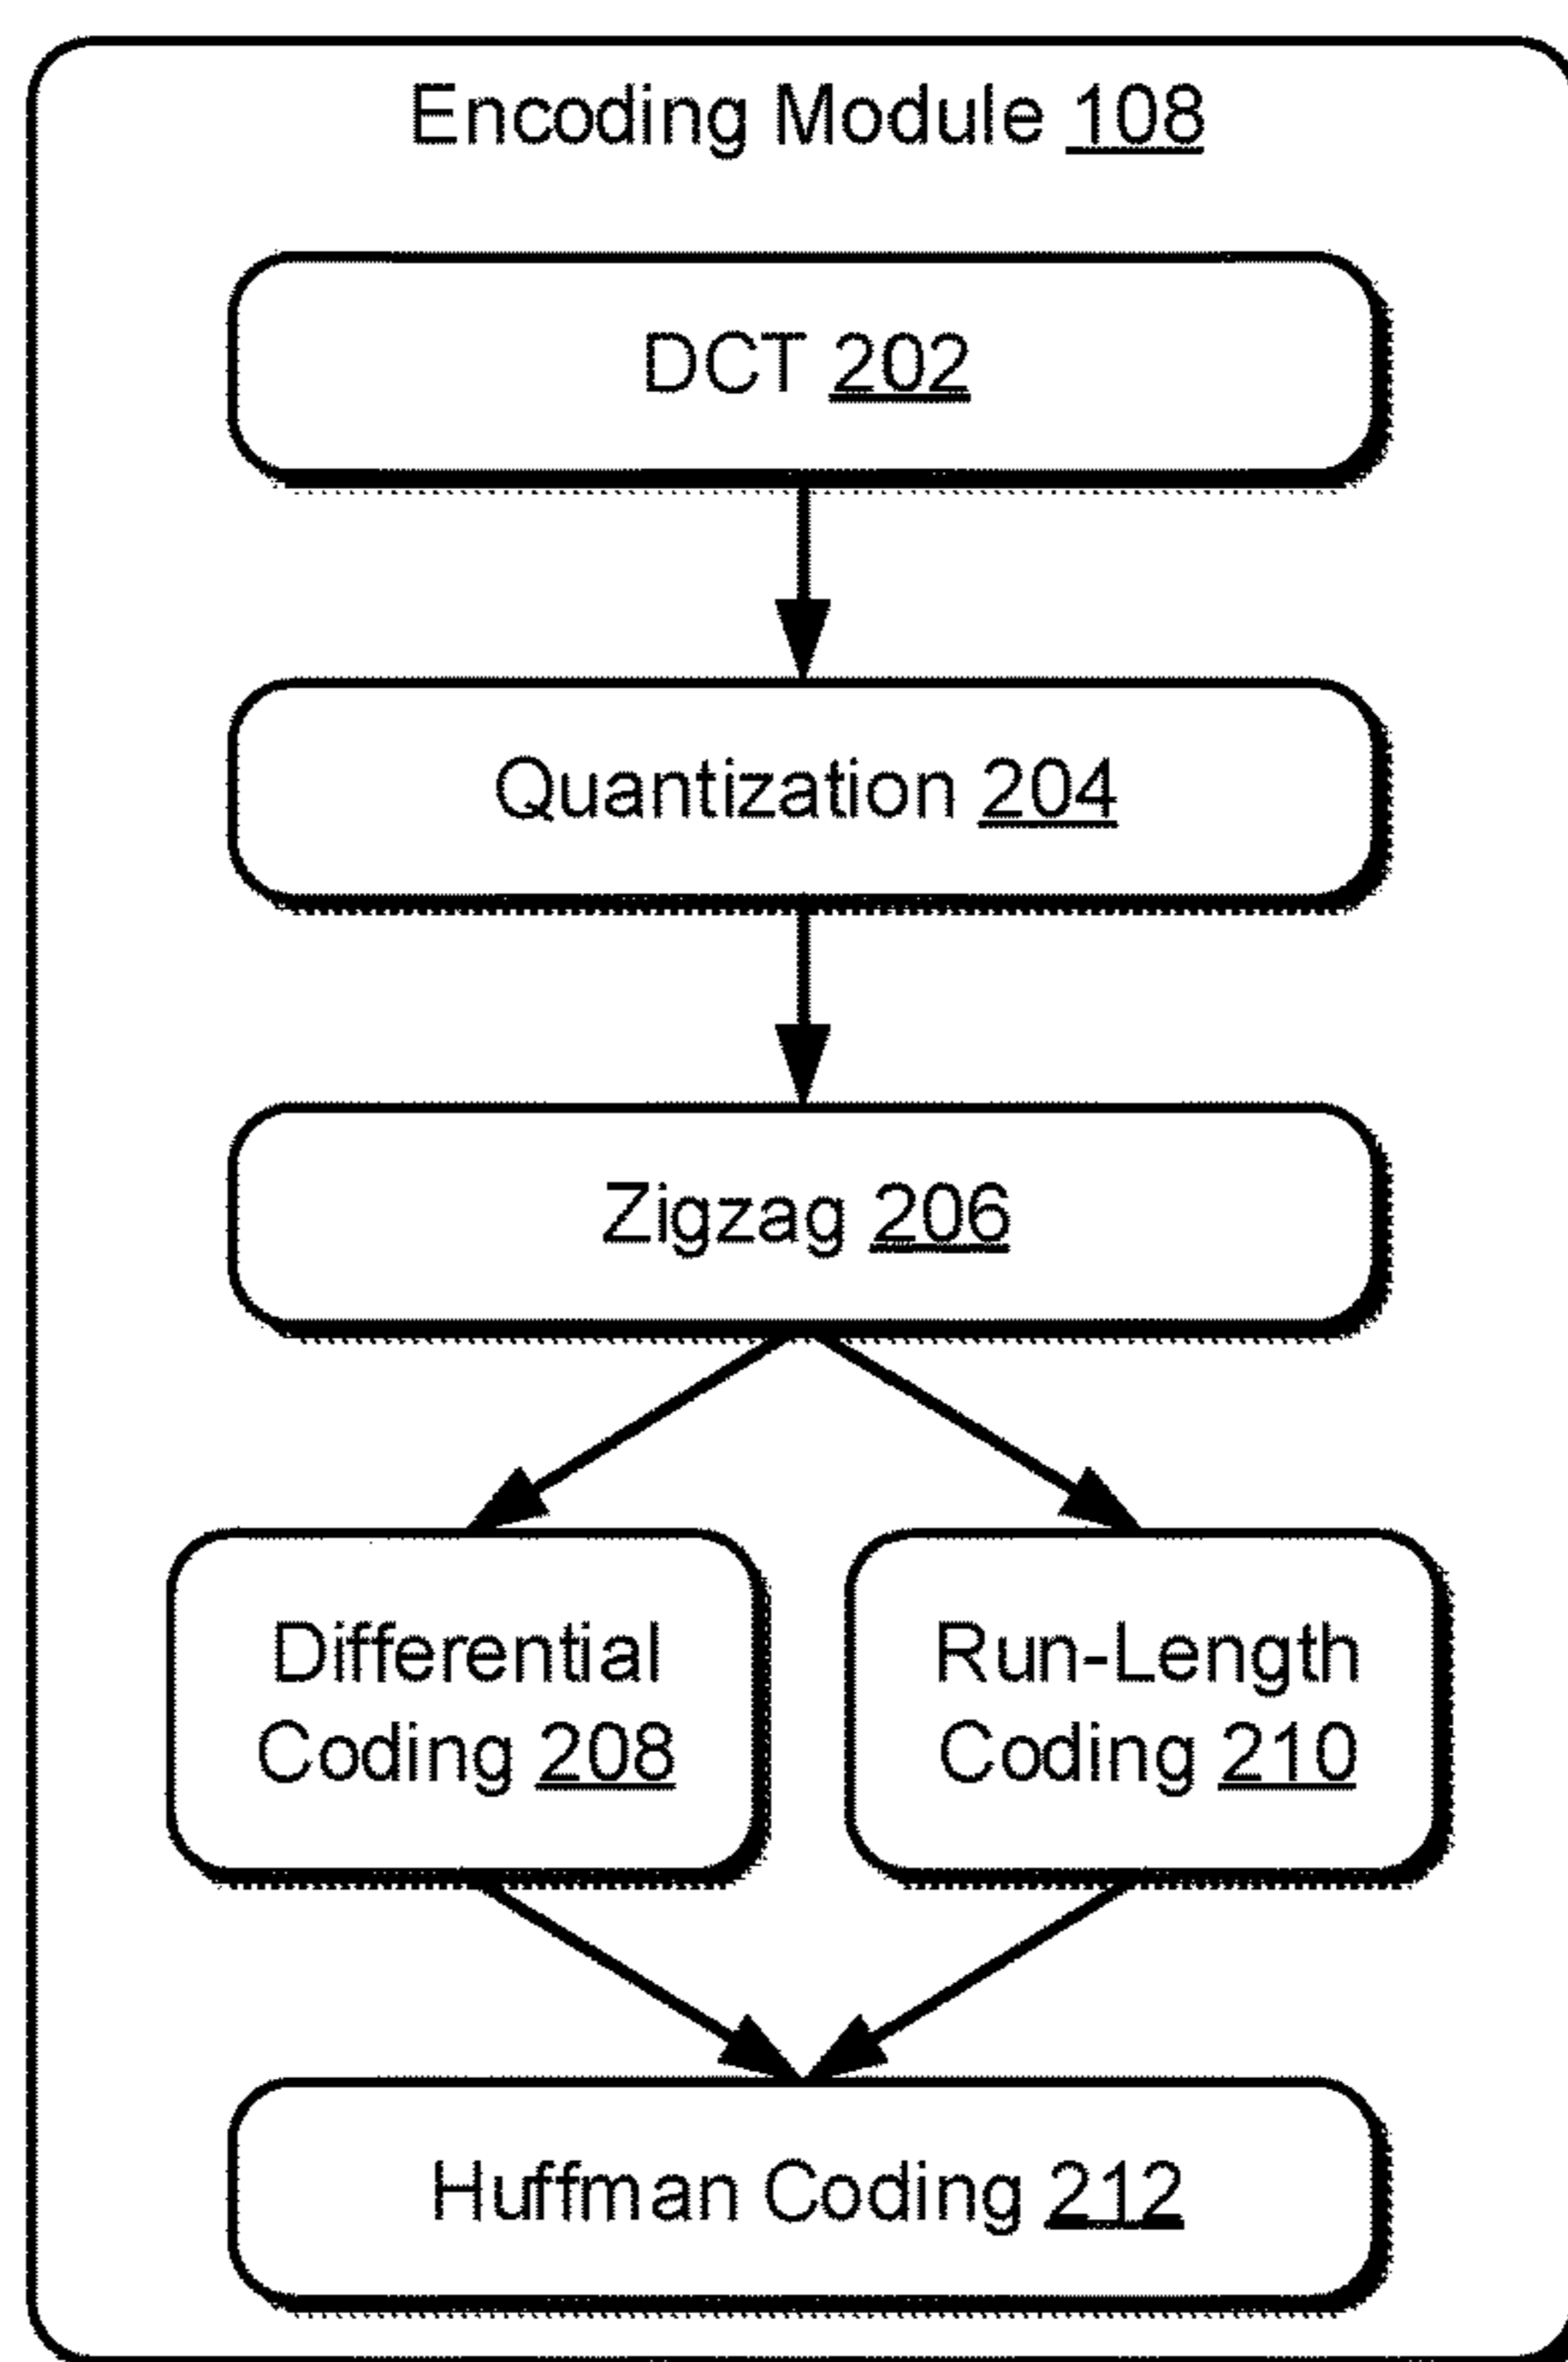 Encoding Module 108
DCT 202
Quantization 204
Zigzag 206
Differential
Coding 208
Run-Length
Coding 210
Huffman Coding 212